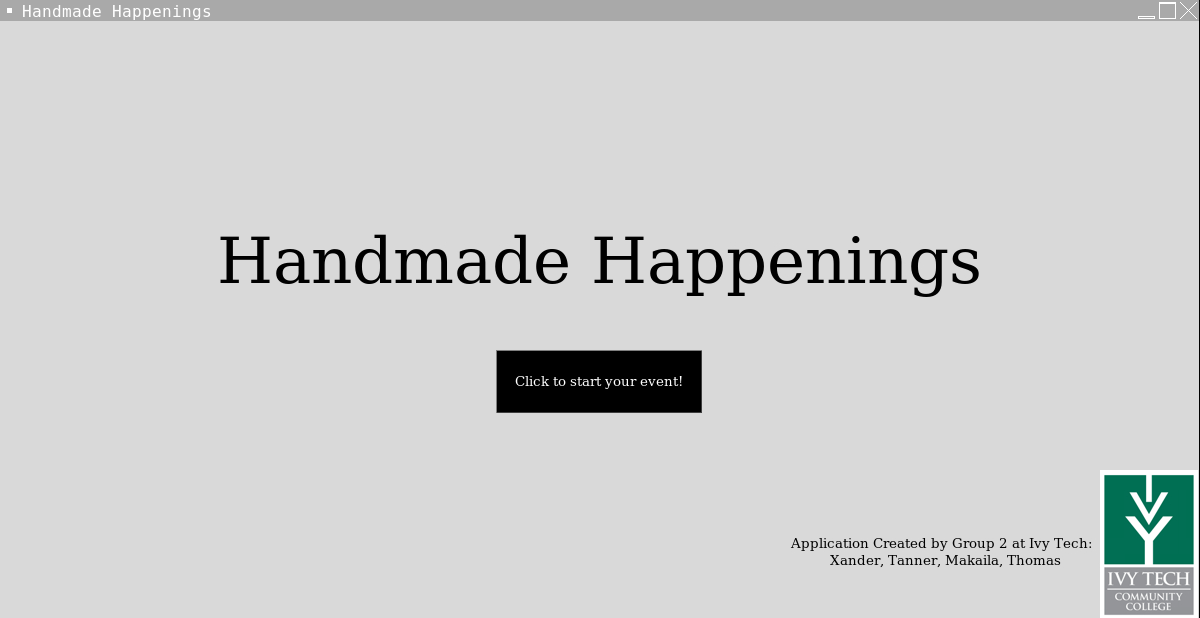 Handmade Happenings
Handmade Happenings
Click to start your event!
Application Created by Group 2 at Ivy Tech:
Xander, Tanner, Makaila, Thomas
IVY TECH
COMMUNITY
COLLEGE